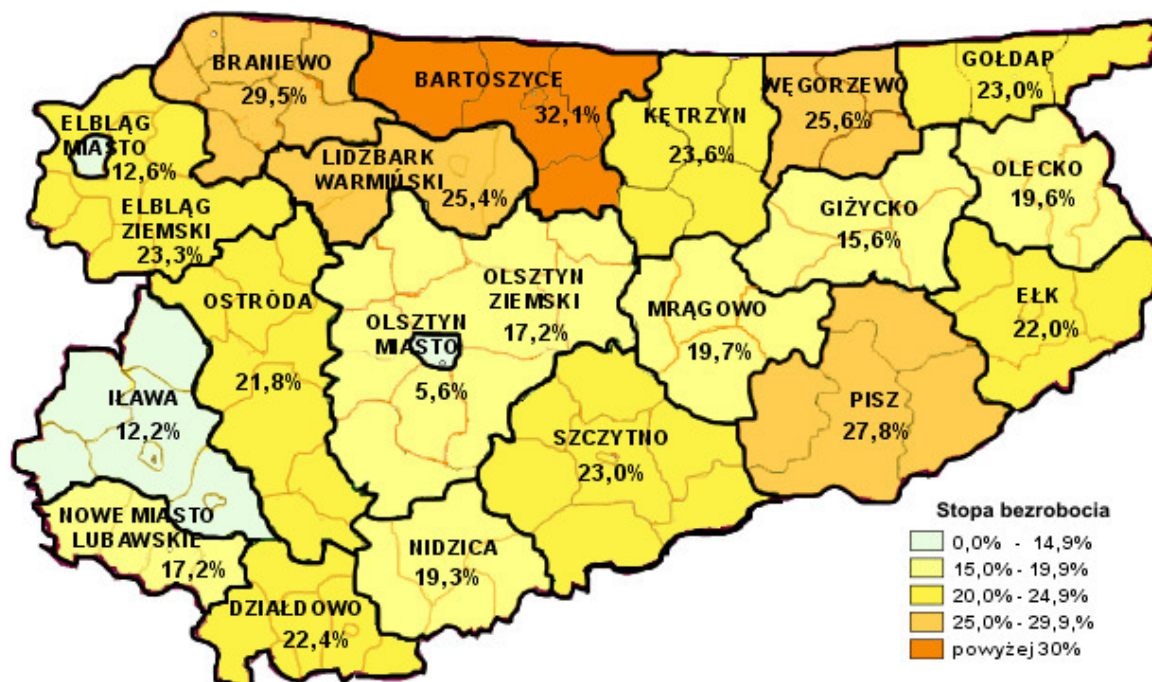 BRANIEWO
29,5%
BARTOSZYCE
32,1%
GOŁDAP
23,0%
WĘGORZEWO
25,6%
KĘTRZYN
23,6%
ELBLĄG
MIASTO
12,6%
LIDZBARK
WARMIŃSKI
25,4%
OLECKO
19,6%
ELBLĄG
ZIEMSKI
23,3%
GIŻYCKO
15,6%
OSTRÓDA
21,8%
OLSZTYN
ZIEMSKI
17,2%
OLSZTYN
MIASTO
5,6%
MRĄGOWO
19,7%
EŁK
22,0%
IŁAWA
12,2%
PISZ
27,8%
SZCZYTNO
23,0%
NOWE MIASTO
LUBAWSKIE
17,2%
NIDZICA
19,3%
DZIAŁDOWO
22,4%
Stopa bezrobocia
0,0% - 14,9%
15,0% - 19,9%
20,0% - 24,9%
25,0% - 29,9,%
powyżej 30%